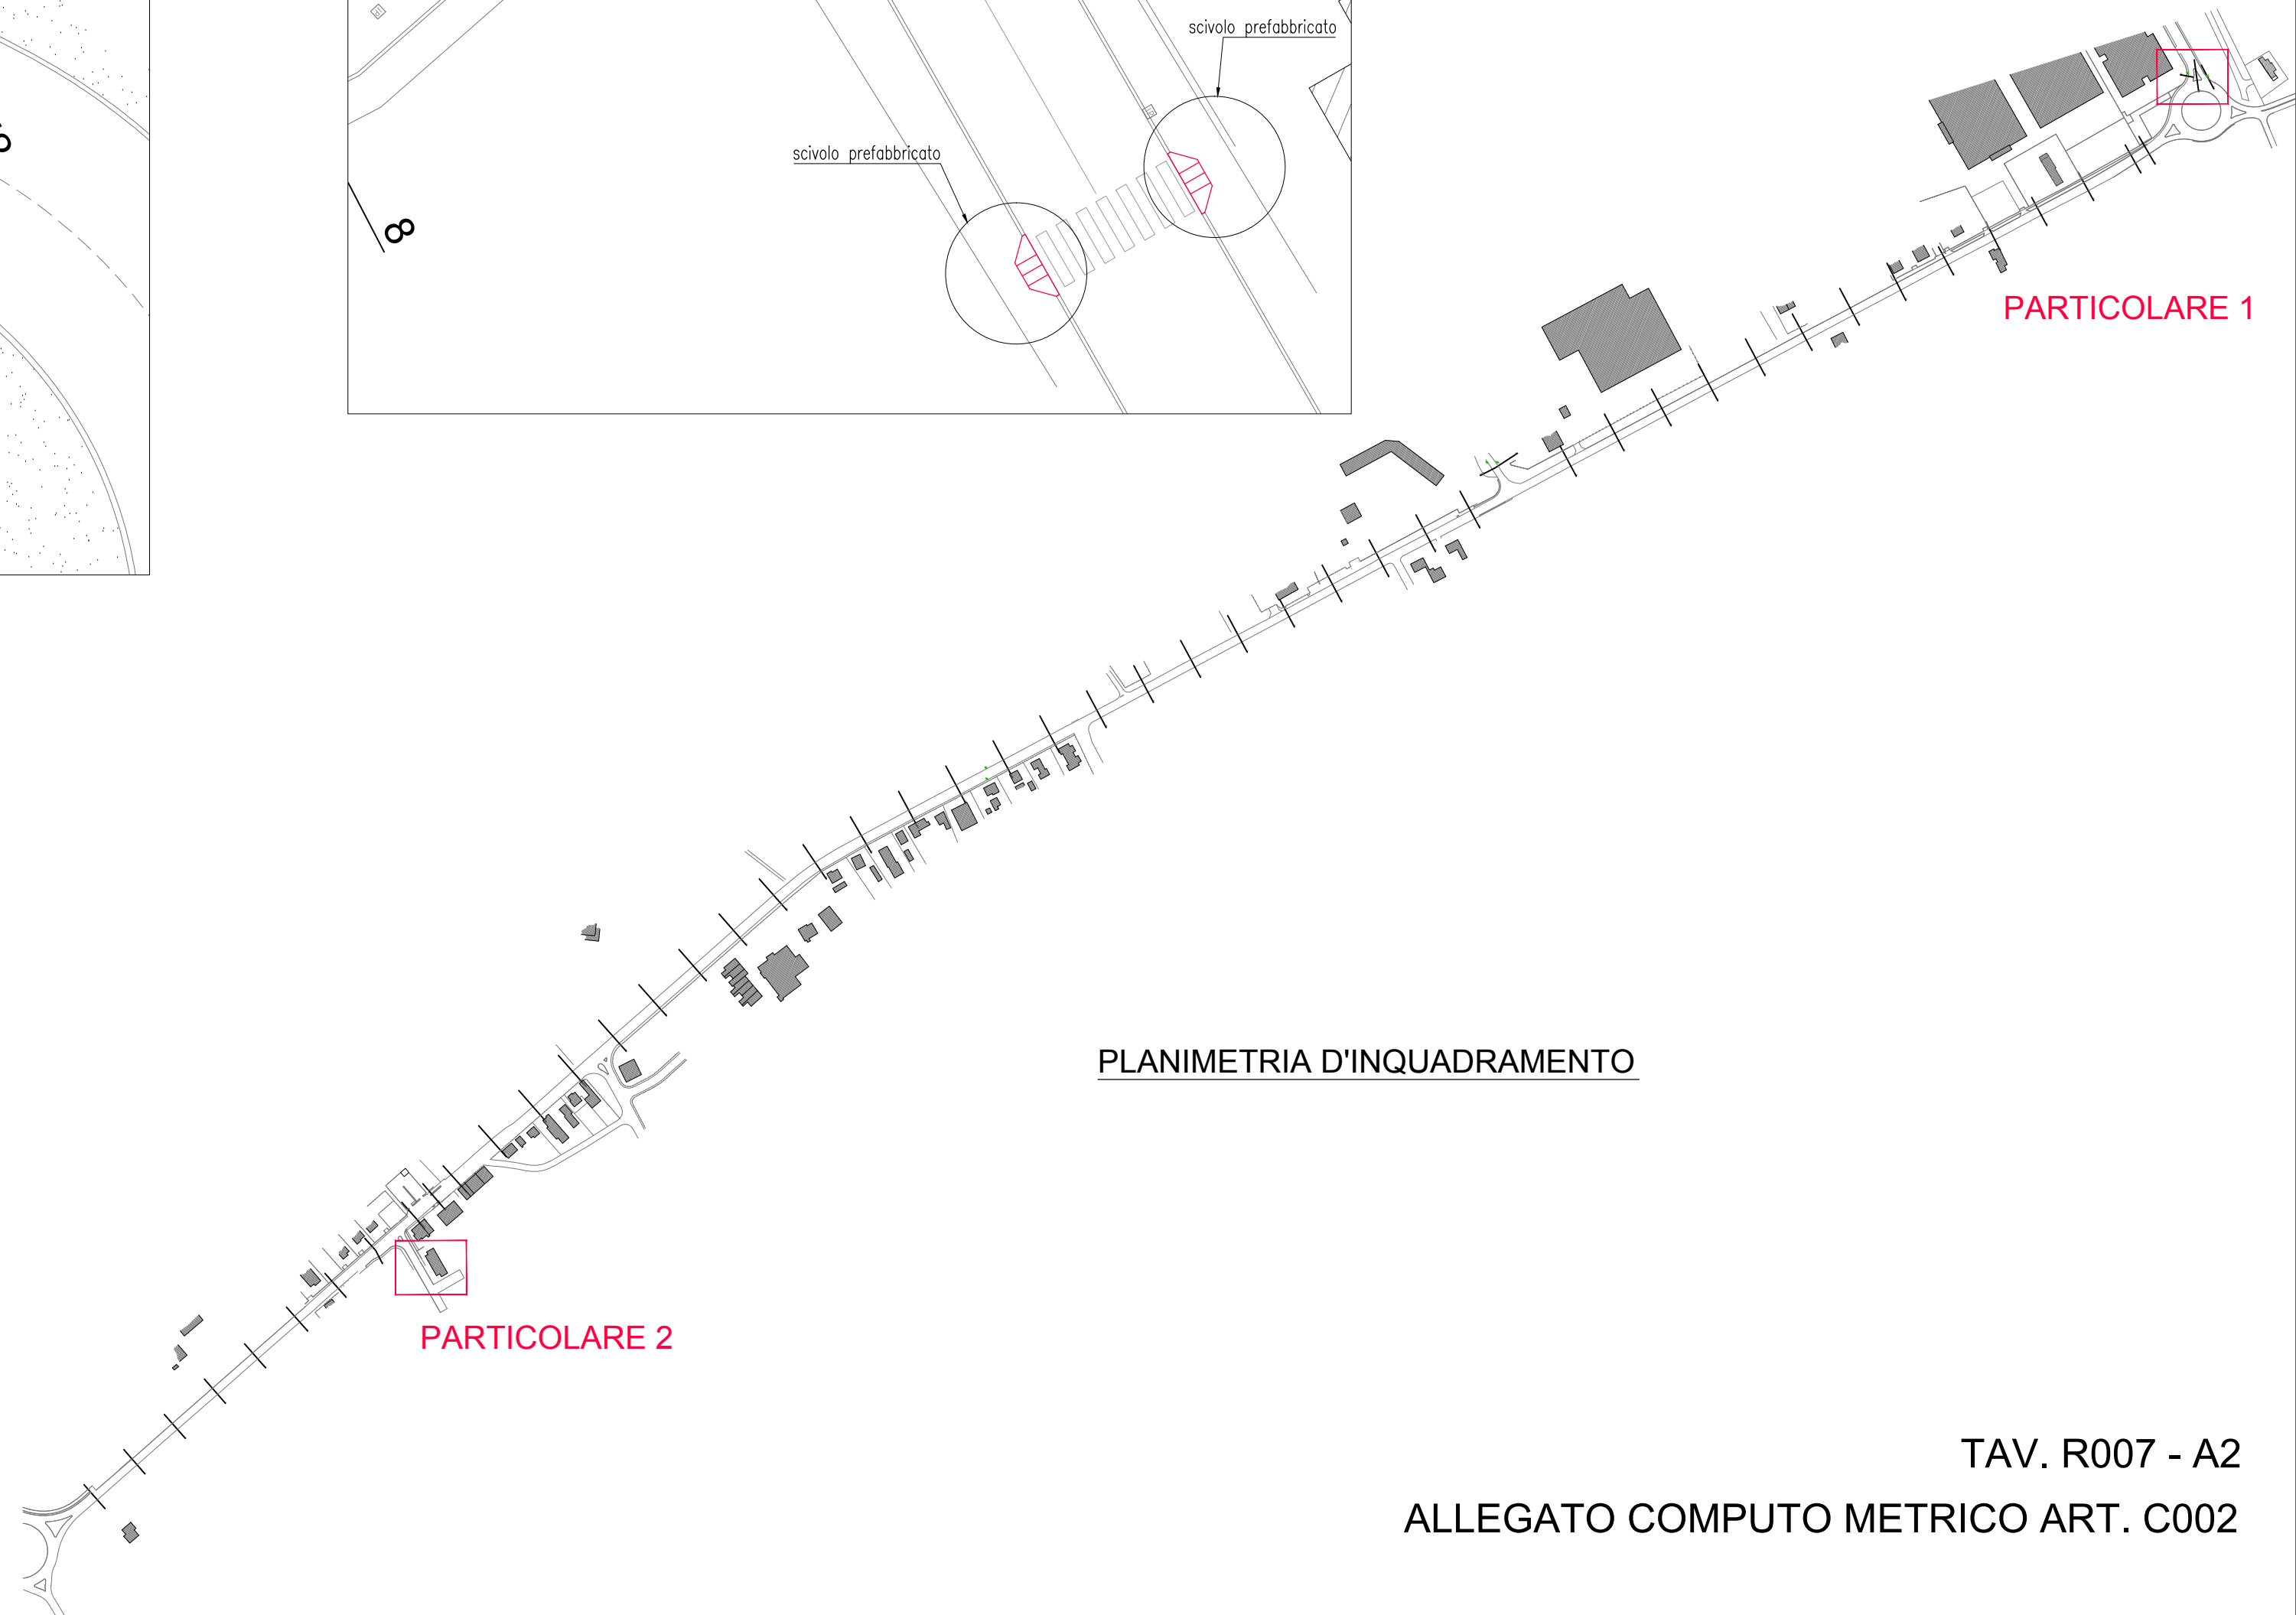 scivolo prefabbricato
scivolo prefabbricato
8
PARTICOLARE 1
PLANIMETRIA D'INQUADRAMENTO
PARTICOLARE 2
TAV. R007 - A2
ALLEGATO COMPUTO METRICO ART. C002